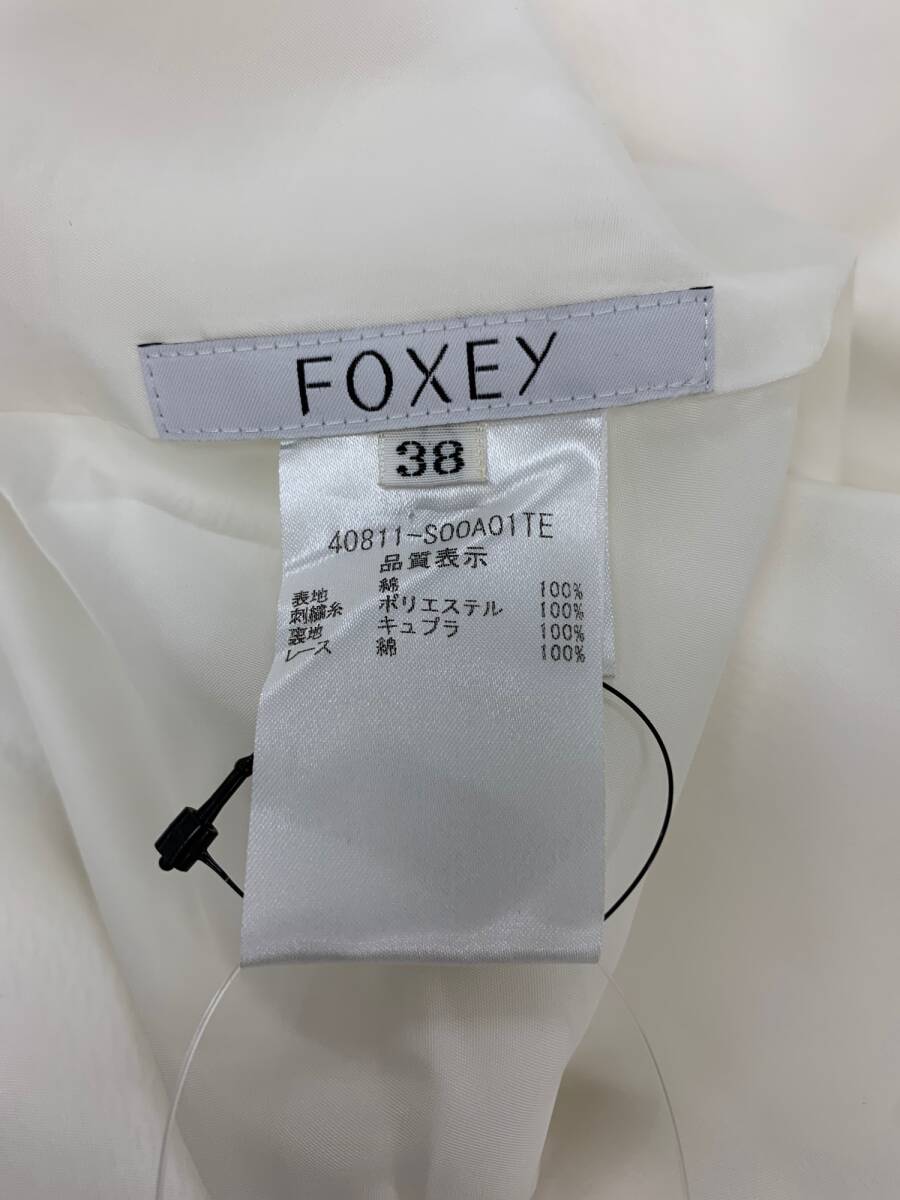 FOXEY
38
40811-S00A01TE
品質表示
表地 綿 100%
刺繍糸 ポリエステル 100%
裏地 キュプラ 100%
レース 綿 100%